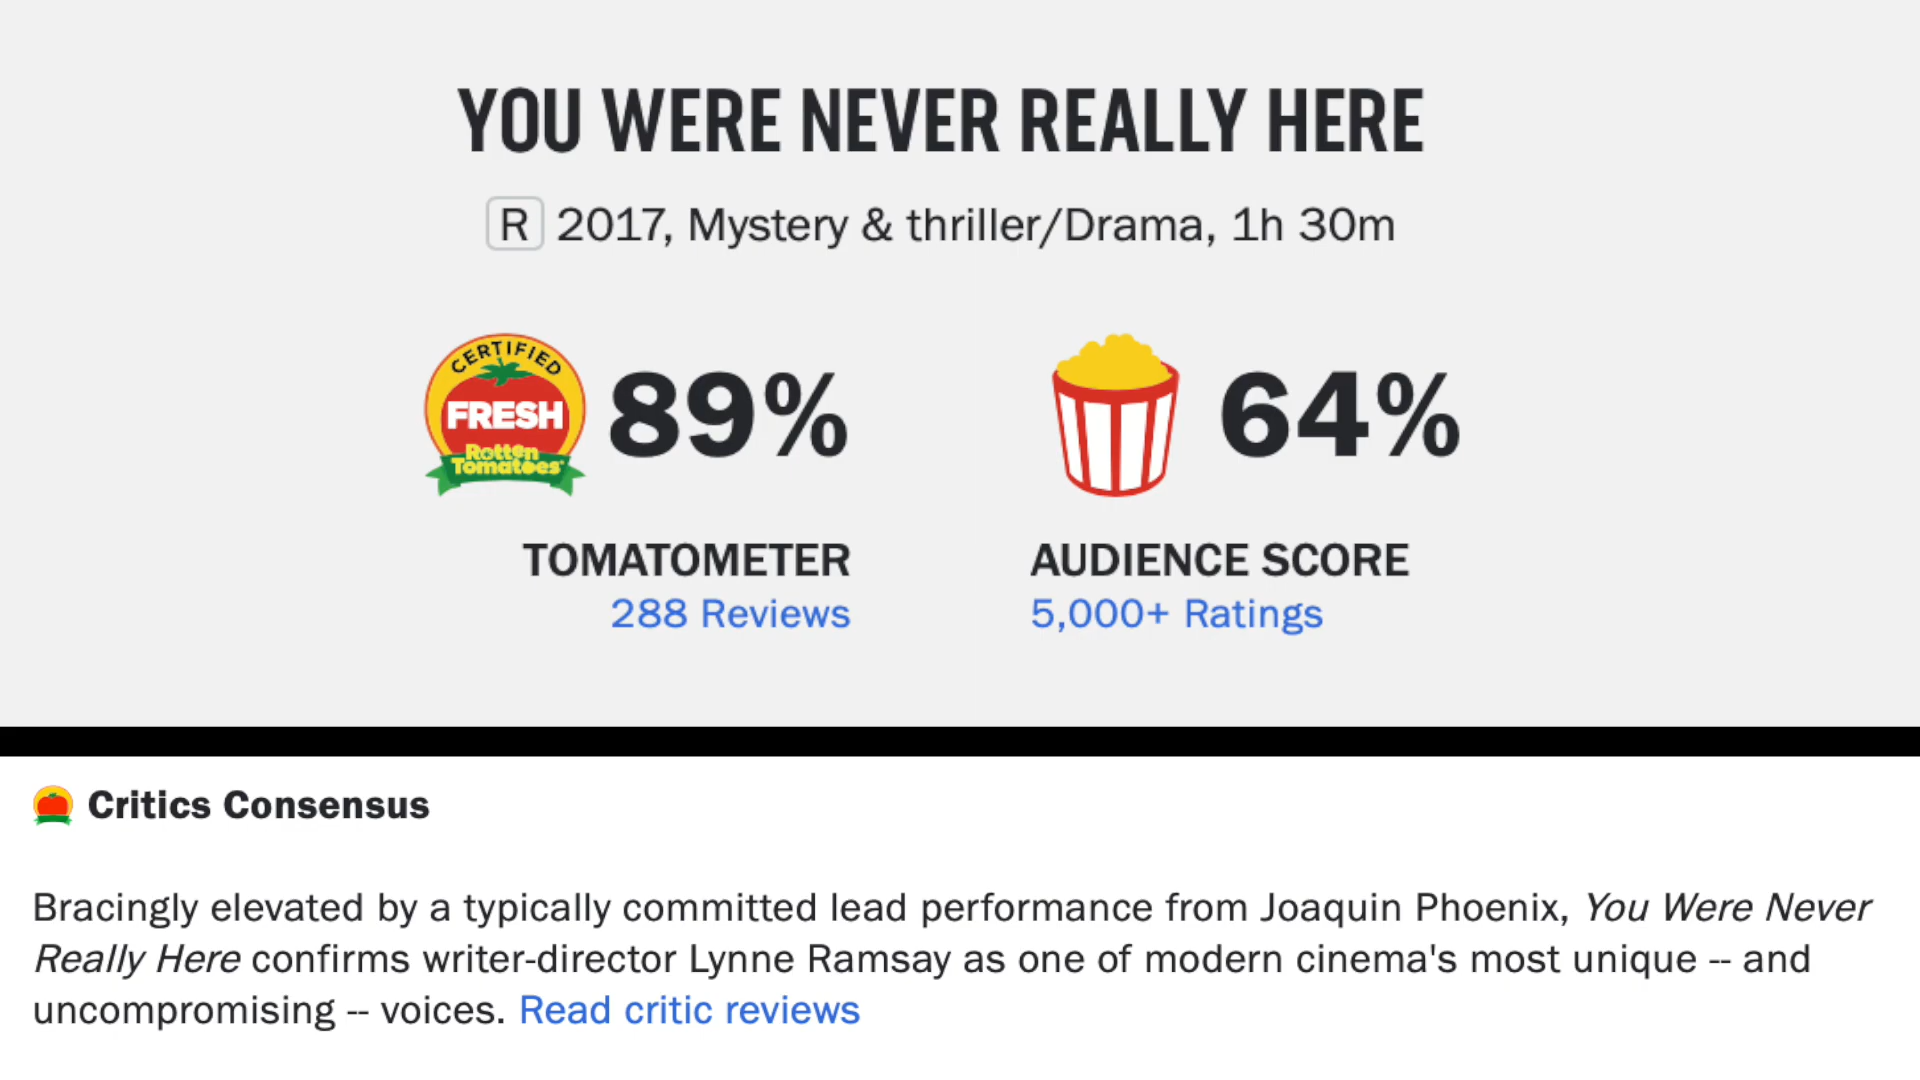 YOU WERE NEVER REALLY HERE
R 2017, Mystery & thriller/Drama, 1h 30m
CERTIFIED
FRESH
Rotten
Tomatoes
89%
64%
TOMATOMETER
AUDIENCE SCORE
288 Reviews
5,000+ Ratings
Critics Consensus
Bracingly elevated by a typically committed lead performance from Joaquin Phoenix, You Were Never
Really Here confirms writer-director Lynne Ramsay as one of modern cinema's most unique -- and
uncompromising -- voices. Read critic reviews